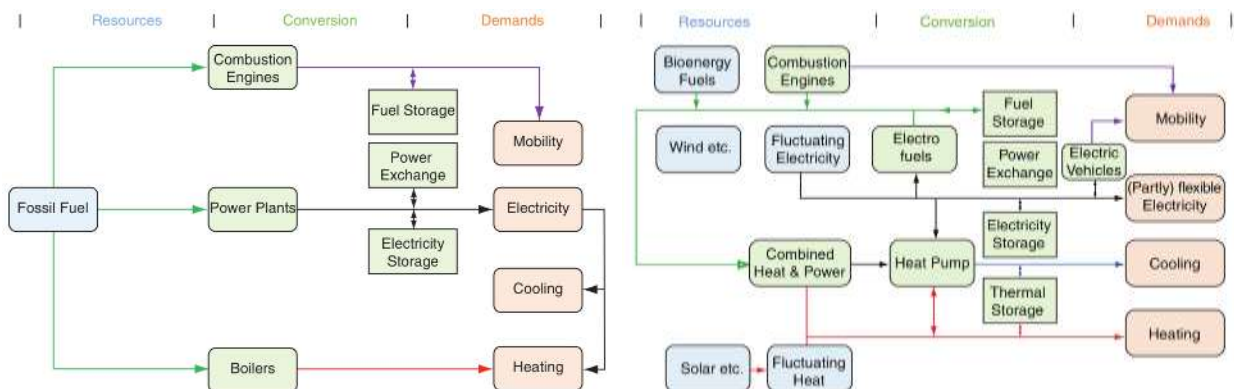 Resources
Conversion
Demands
Combustion
Engines
Fuel Storage
Mobility
Power
Exchange
Fossil Fuel
Power Plants
Electricity
Electricity
Storage
Cooling
Boilers
Heating
Resources
Conversion
Demands
Bioenergy
Fuels
Combustion
Engines
Fuel
Storage
Mobility
Wind etc.
Fluctuating
Electricity
Electro
fuels
Power
Exchange
Electric
Vehicles
(Partly) flexible
Electricity
Electricity
Storage
Combined
Heat & Power
Heat Pump
Cooling
Thermal
Storage
Heating
Solar etc.
Fluctuating
Heat